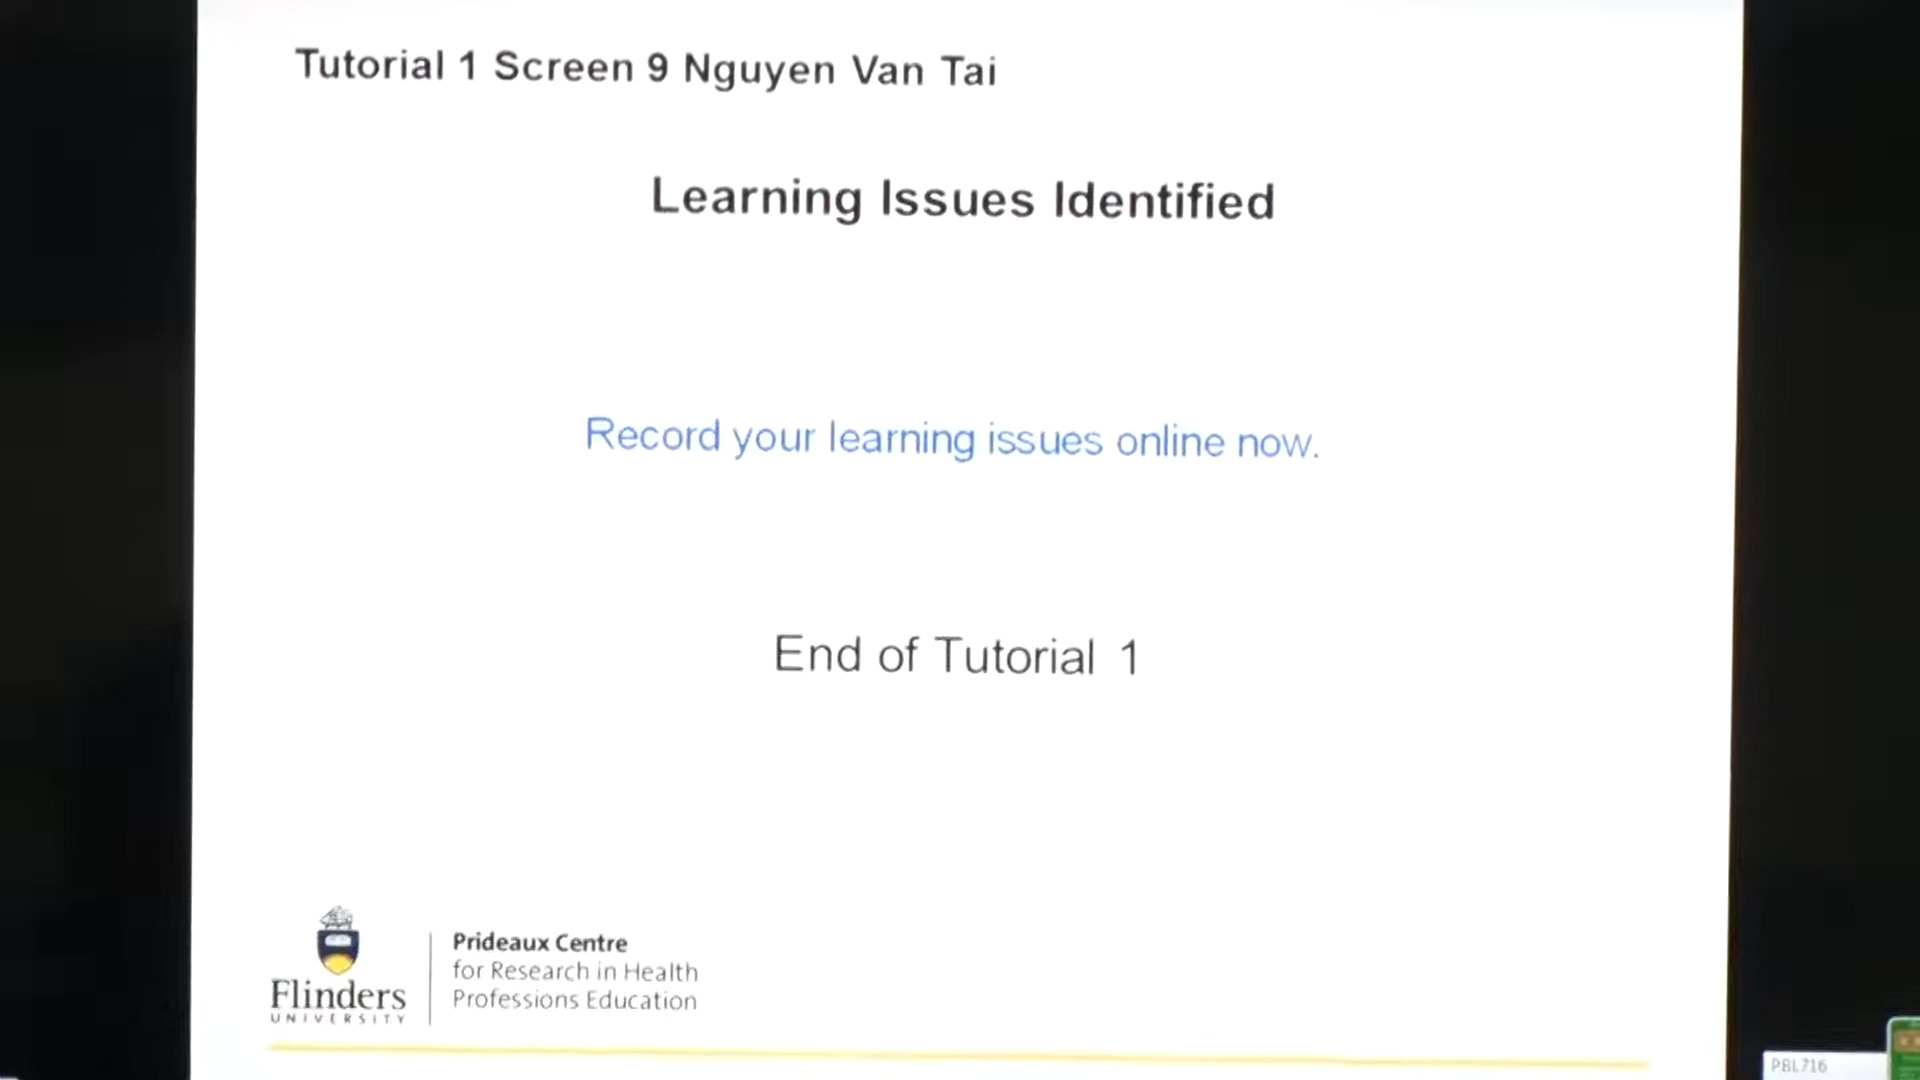 Tutorial 1 Screen 9 Nguyen Van Tai
Learning Issues Identified
Record your learning issues online now.
End of Tutorial 1
Flinders
UNIVERSITY
Prideaux Centre
for Research in Health
Professions Education
PBL716